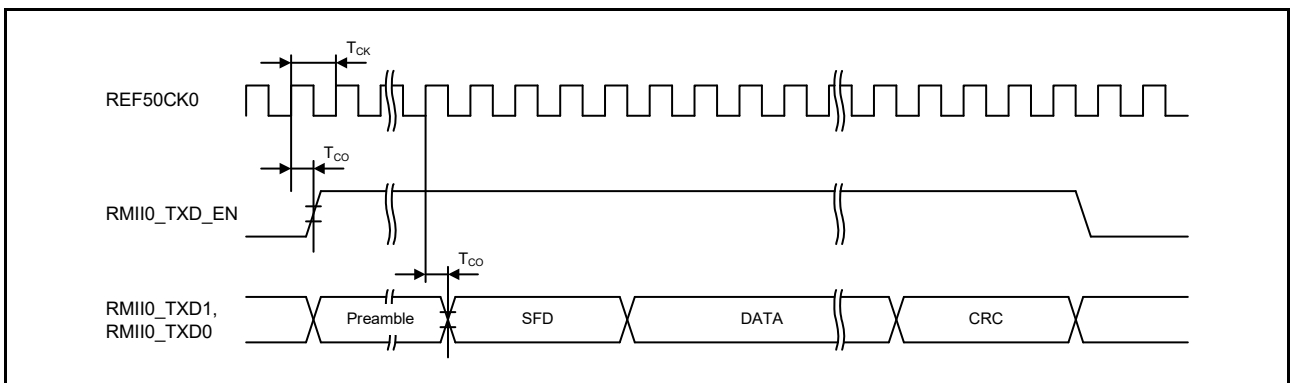 TCK
REF50CK0
TCO
RMII0_TXD_EN
TCO
RMII0_TXD1,
RMII0_TXD0
Preamble SFD DATA CRC